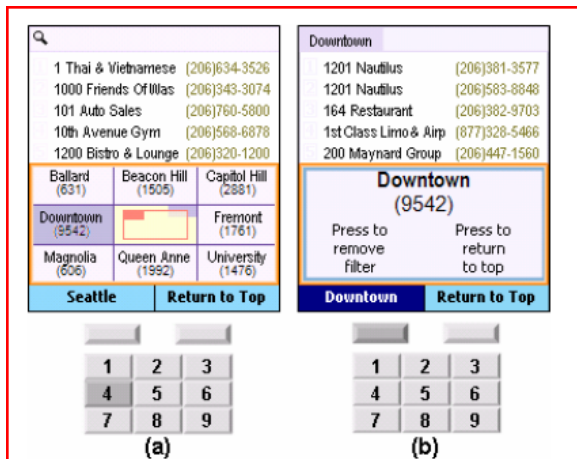 1 Thai & Vietnamese (206)634-3526
1000 Friends Of Was (206)343-3074
101 Auto Sales (206)760-5800
10th Avenue Gym (206)568-6878
1200 Bistro & Lounge (206)320-1200
Ballard Beacon Hill Capitol Hill
(631) (1505) (2881)
Downtown Fremont
(9542) (1761)
Magnolia Queen Anne University
(606) (1992) (1476)
Seattle Return to Top
1 2 3
4 5 6
7 8 9
(a)
Downtown
1201 Nautilus (206)381-3577
1201 Nautilus (206)583-8848
164 Restaurant (206)382-9703
1st Class Limo & Airp (877)328-5466
200 Maynard Group (206)447-1560
Downtown
(9542)
Press to Press to
remove return
filter to top
Downtown Return to Top
1 2 3
4 5 6
7 8 9
(b)